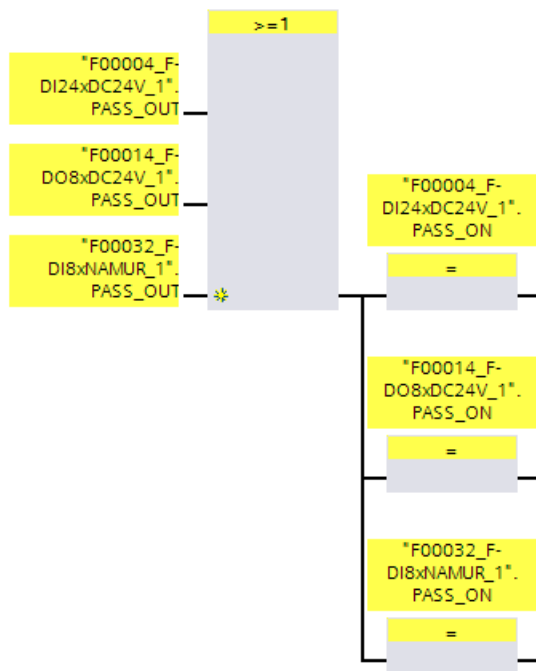 >=1
"F00004_F-
DI24xDC24V_1".
PASS_OUT
"F00014_F-
DO8xDC24V_1".
PASS_OUT
"F00032_F-
DI8xNAMUR_1".
PASS_OUT
"F00004_F-
DI24xDC24V_1".
PASS_ON
=
"F00014_F-
DO8xDC24V_1".
PASS_ON
=
"F00032_F-
DI8xNAMUR_1".
PASS_ON
=